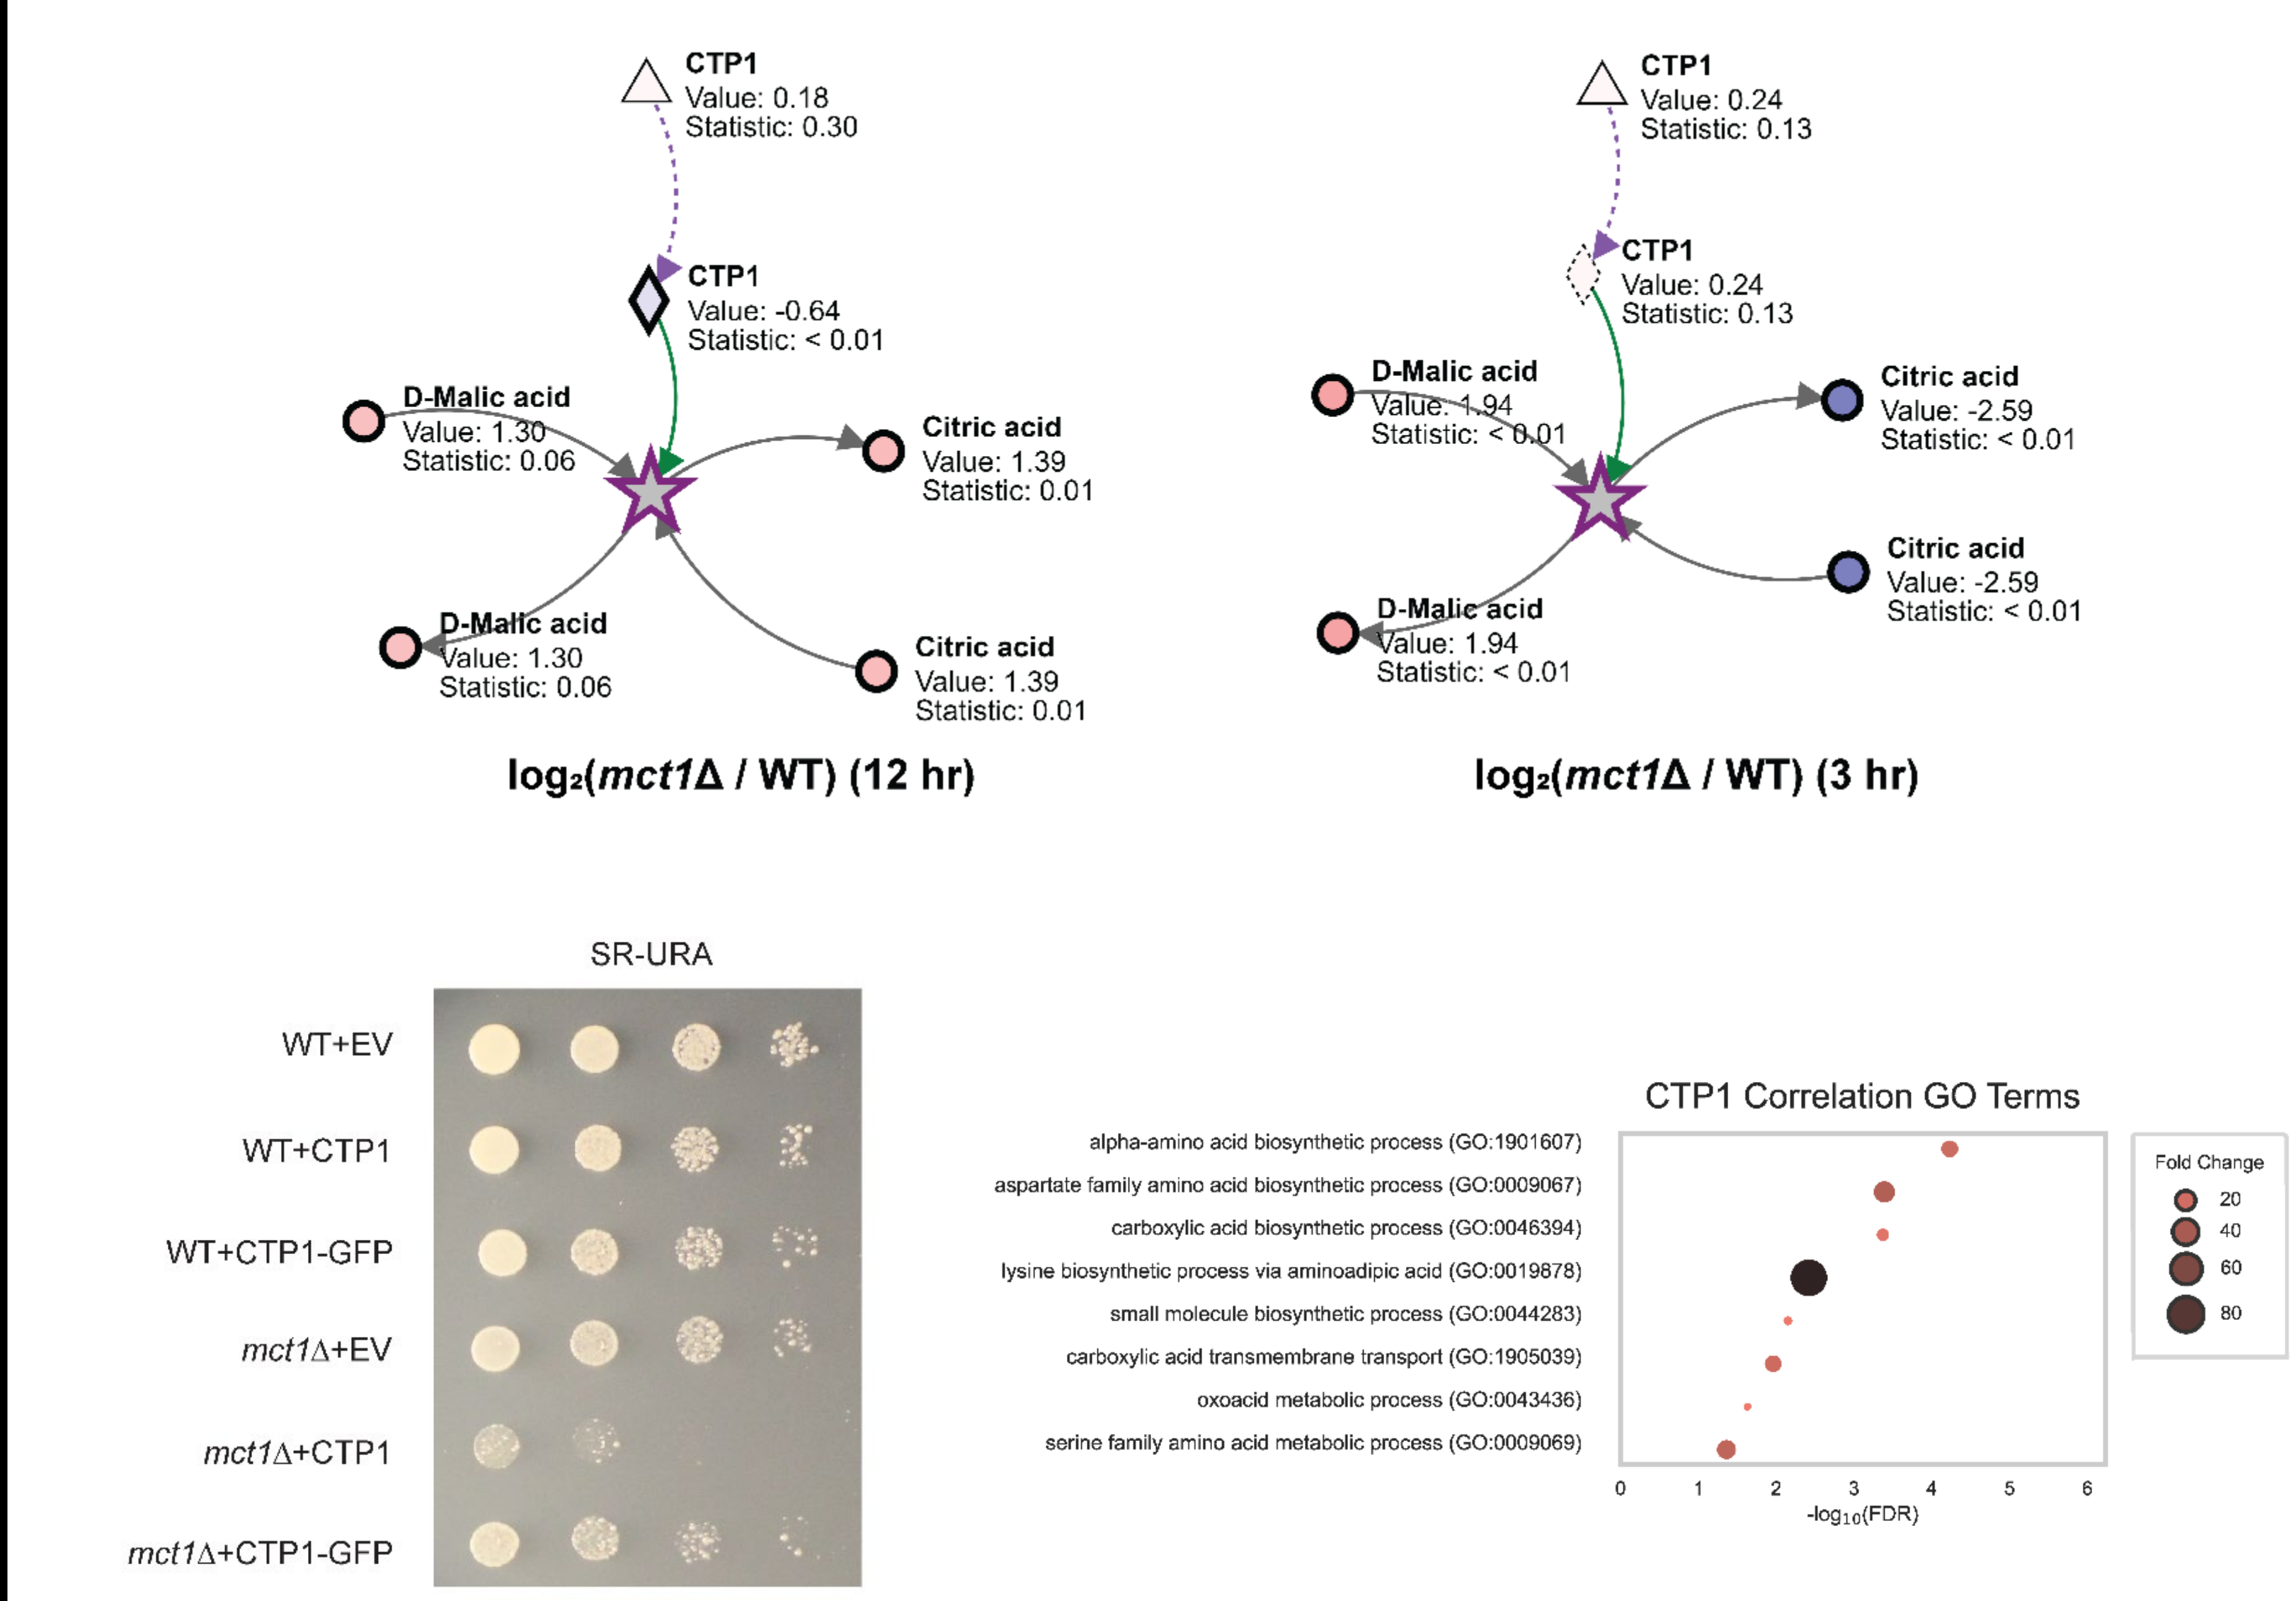 CTP1
Value: 0.18
Statistic: 0.30
CTP1
Value: -0.64
Statistic: < 0.01
D-Malic acid
Value: 1.30
Statistic: 0.06
Citric acid
Value: 1.39
Statistic: 0.01
D-Malic acid
Value: 1.30
Statistic: 0.06
Citric acid
Value: 1.39
Statistic: 0.01
log₂(mct1Δ / WT) (12 hr)
CTP1
Value: 0.24
Statistic: 0.13
CTP1
Value: 0.24
Statistic: 0.13
D-Malic acid
Value: 1.94
Statistic: < 0.01
Citric acid
Value: -2.59
Statistic: < 0.01
Citric acid
Value: -2.59
Statistic: < 0.01
D-Malic acid
Value: 1.94
Statistic: < 0.01
log₂(mct1Δ / WT) (3 hr)
SR-URA
WT+EV
WT+CTP1
WT+CTP1-GFP
mct1Δ+EV
mct1Δ+CTP1
mct1Δ+CTP1-GFP
CTP1 Correlation GO Terms
alpha-amino acid biosynthetic process (GO:1901607)
aspartate family amino acid biosynthetic process (GO:0009067)
carboxylic acid biosynthetic process (GO:0046394)
lysine biosynthetic process via aminoadipic acid (GO:0019878)
small molecule biosynthetic process (GO:0044283)
carboxylic acid transmembrane transport (GO:1905039)
oxoacid metabolic process (GO:0043436)
serine family amino acid metabolic process (GO:0009069)
0 1 2 3 4 5 6
-log₁₀(FDR)
Fold Change
20
40
60
80